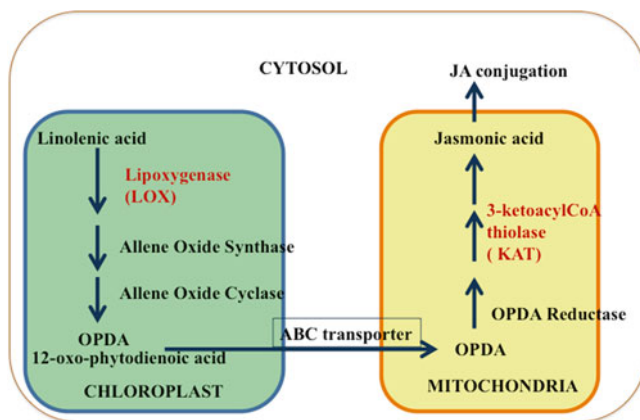 CYTOSOL
JA conjugation
Linolenic acid
Lipoxygenase
(LOX)
Allene Oxide Synthase
Allene Oxide Cyclase
OPDA
12-oxo-phytodienoic acid
CHLOROPLAST
ABC transporter
Jasmonic acid
3-ketoacylCoA
thiolase
( KAT)
OPDA Reductase
OPDA
MITOCHONDRIA